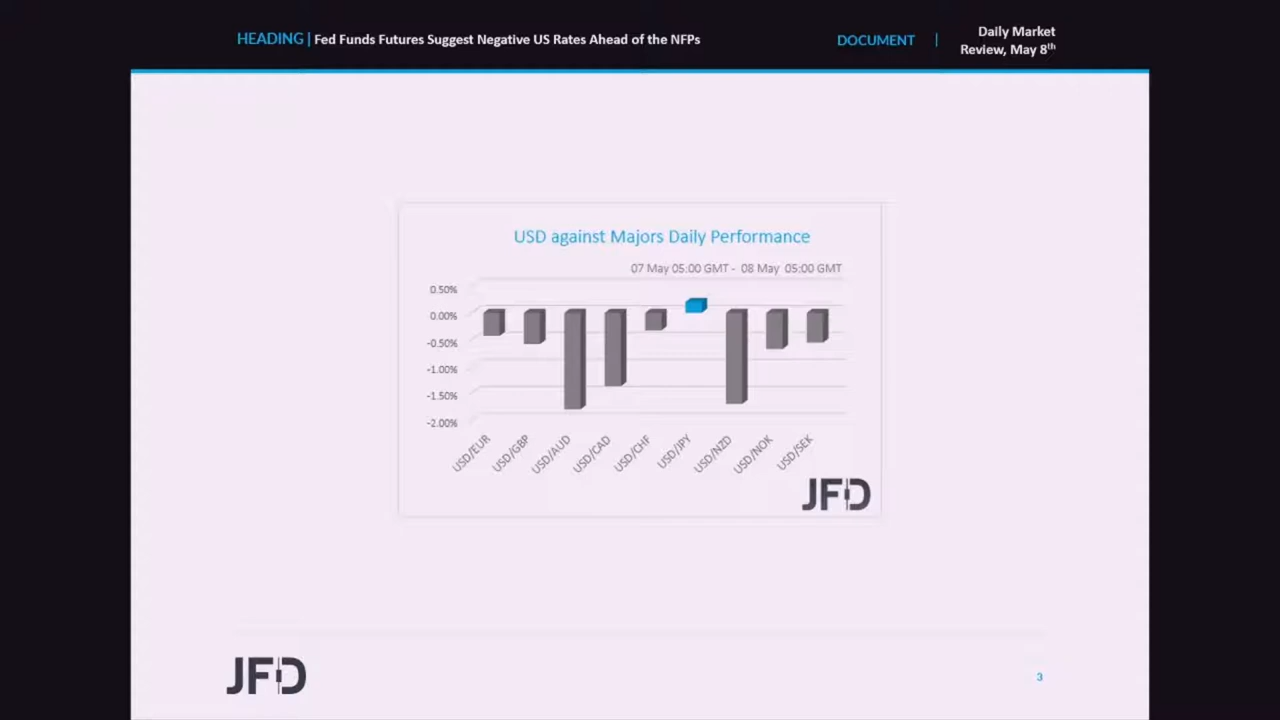 HEADING | Fed Funds Futures Suggest Negative US Rates Ahead of the NFPs
DOCUMENT |
Daily Market
Review, May 8th
USD against Majors Daily Performance
07 May 05:00 GMT - 08 May 05:00 GMT
0.50%
0.00%
-0.50%
-1.00%
-1.50%
-2.00%
USD/EUR
USD/GBP
USD/AUD
USD/CAD
USD/CHF
USD/JPY
USD/NZD
USD/NOK
USD/SEK
JFD
JFD
3